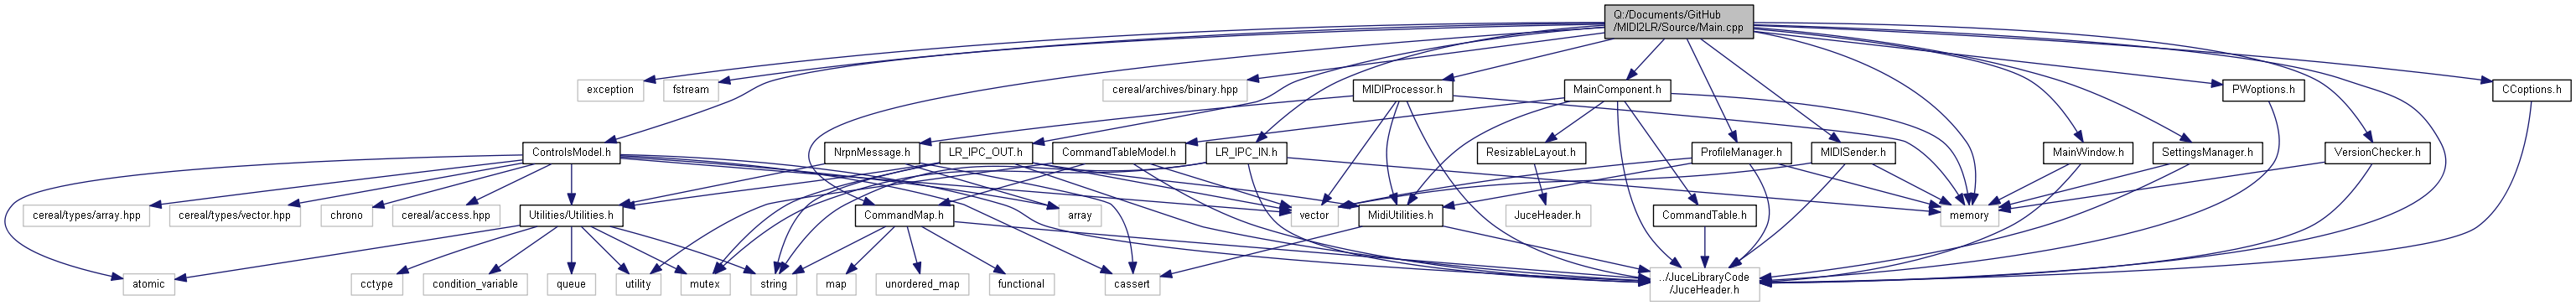 Q:/Documents/GitHub
/MIDI2LR/Source/Main.cpp
exception
fstream
cereal/archives/binary.hpp
MIDIProcessor.h
MainComponent.h
PWoptions.h
CCoptions.h
ControlsModel.h
NrpnMessage.h
LR_IPC_OUT.h
CommandTableModel.h
LR_IPC_IN.h
ResizableLayout.h
ProfileManager.h
MIDISender.h
MainWindow.h
SettingsManager.h
VersionChecker.h
cereal/types/array.hpp
cereal/types/vector.hpp
chrono
cereal/access.hpp
Utilities/Utilities.h
CommandMap.h
array
vector
MidiUtilities.h
JuceHeader.h
CommandTable.h
memory
atomic
cctype
condition_variable
queue
utility
mutex
string
map
unordered_map
functional
cassert
../JuceLibraryCode
/JuceHeader.h